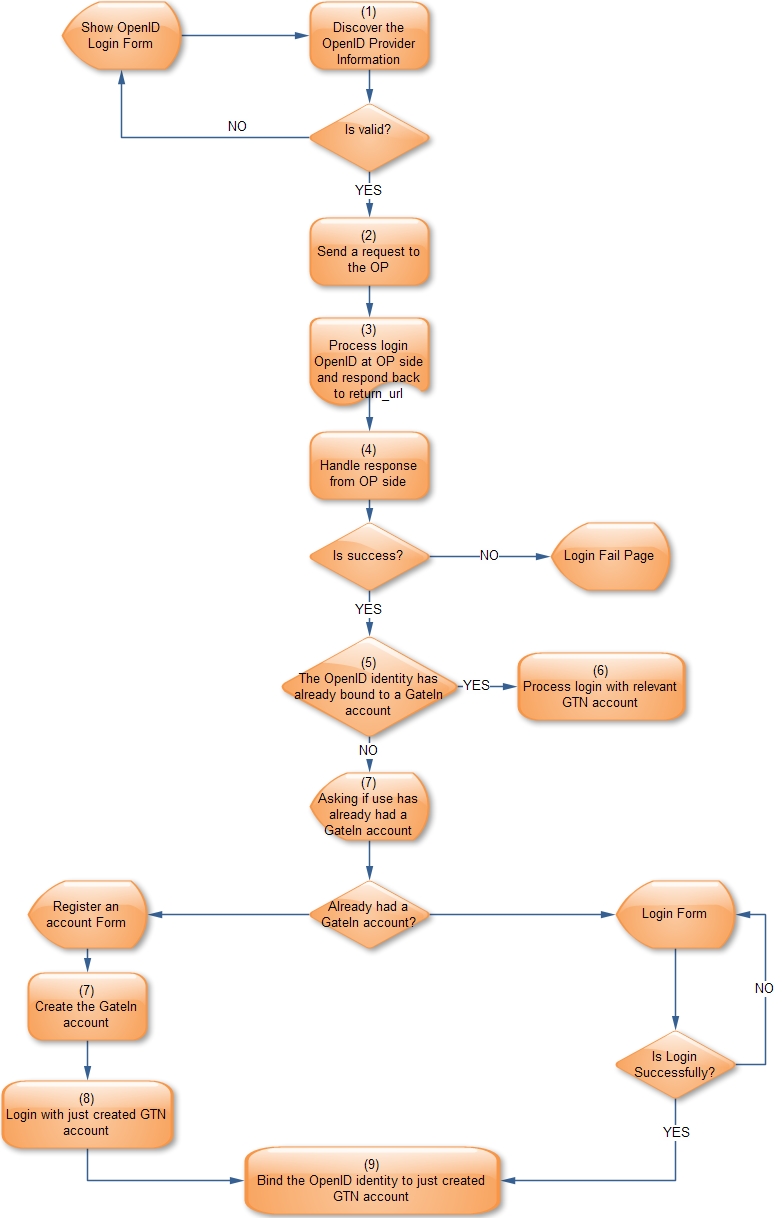 Show OpenID
Login Form
(1)
Discover the
OpenID Provider
Information
Is valid?
NO
YES
(2)
Send a request to
the OP
(3)
Process login
OpenID at OP side
and respond back
to return_url
(4)
Handle response
from OP side
Is success?
NO
Login Fail Page
YES
(5)
The OpenID identity has
already bound to a GateIn
account
YES
(6)
Process login with relevant
GTN account
NO
(7)
Asking if use has
already had a
GateIn account
Register an
account Form
Already had a
GateIn account?
Login Form
(7)
Create the GateIn
account
NO
Is Login
Successfully?
(8)
Login with just created GTN
account
YES
(9)
Bind the OpenID identity to just created
GTN account